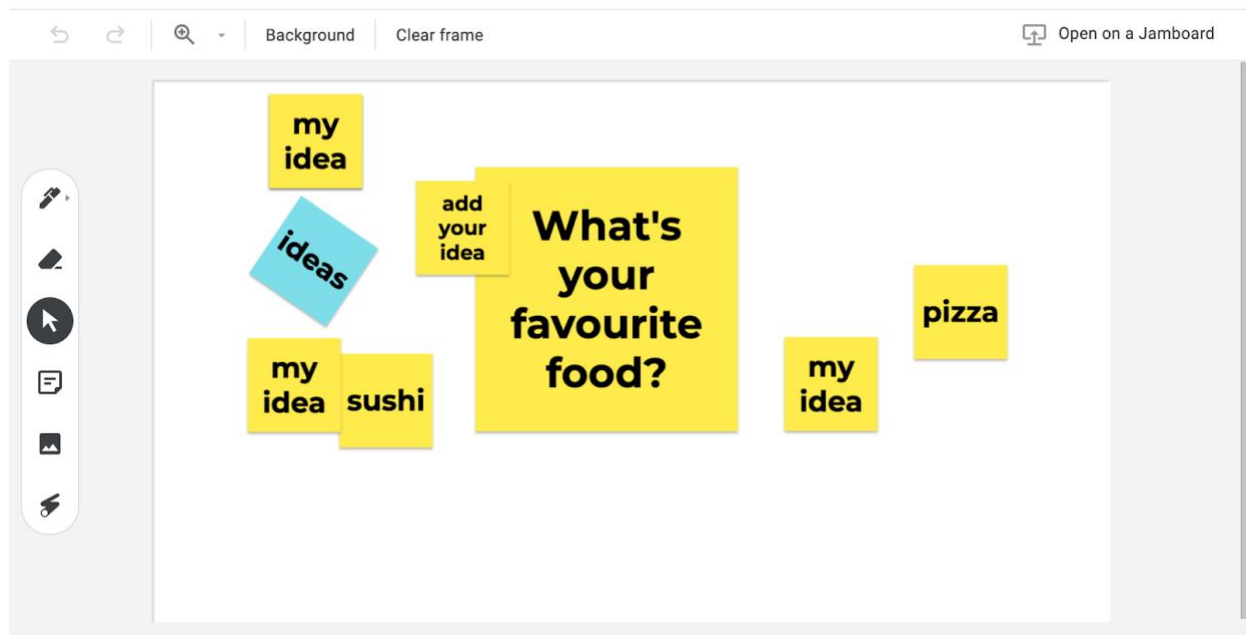 Background
Clear frame
Open on a Jamboard
my
idea
ideas
add
your
idea
What's
your
favourite
food?
my
idea
sushi
my
idea
pizza